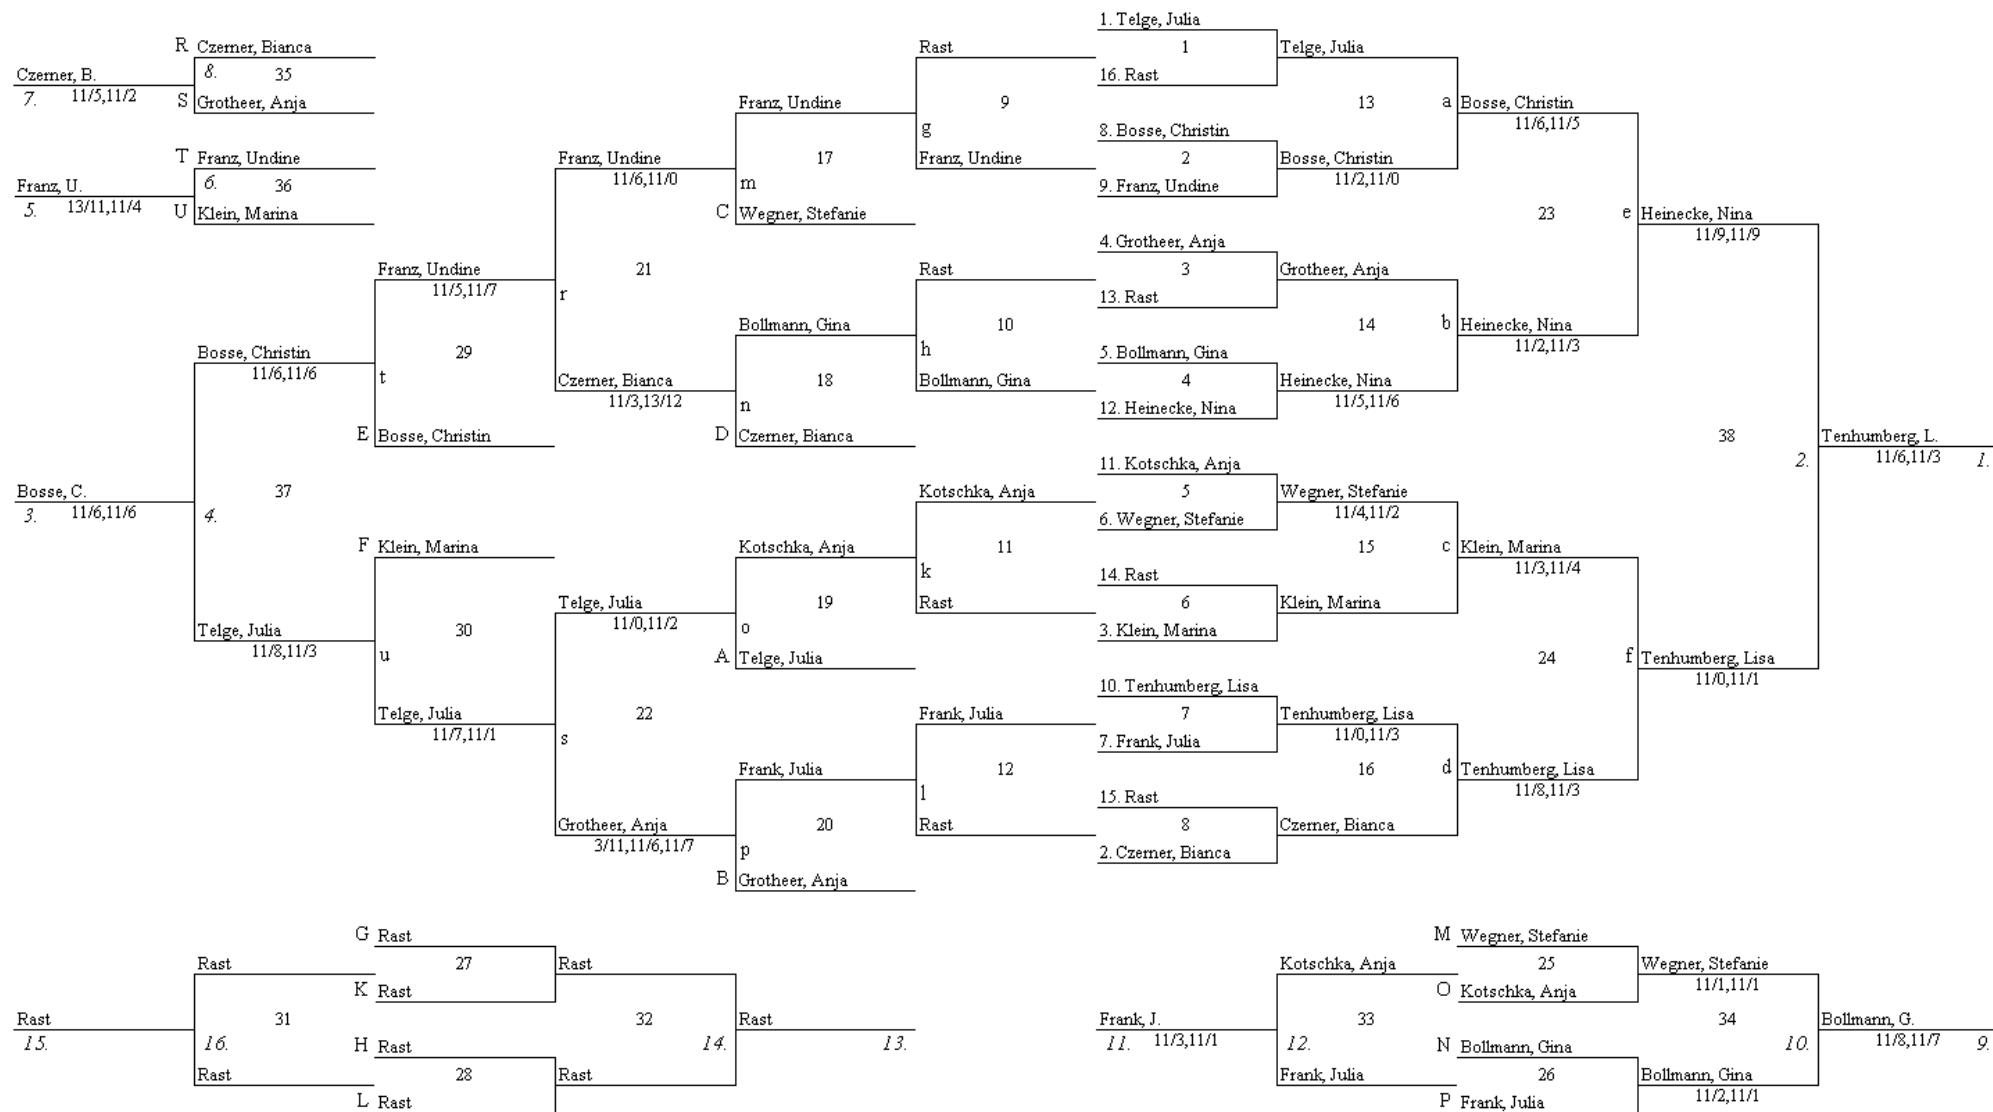 1. Telge, Julia
R Czerner, Bianca Rast 1 Telge, Julia
Czerner, B. 8. 35 16. Rast
7. 11/5,11/2 S Grotheer, Anja Franz, Undine 9 13 a Bosse, Christin
11/6,11/5
g 8. Bosse, Christin
T Franz, Undine Franz, Undine 17 Franz, Undine 2 Bosse, Christin
Franz, U. 6. 36 11/6,11/0 m 9. Franz, Undine 11/2,11/0
5. 13/11,11/4 U Klein, Marina C Wegner, Stefanie 23 e Heinecke, Nina
11/9,11/9
4. Grotheer, Anja
Franz, Undine 21 Rast 3 Grotheer, Anja
11/5,11/7 r 13. Rast
Bollmann, Gina 10 14 b Heinecke, Nina
11/2,11/3
Bosse, Christin 29 h 5. Bollmann, Gina
11/6,11/6 t Czerner, Bianca 18 Bollmann, Gina 4 Heinecke, Nina
11/3,13/12 n 12. Heinecke, Nina 11/5,11/6
E Bosse, Christin D Czerner, Bianca 38 Tenhumberg, L.
2. 11/6,11/3 1.
11. Kotschka, Anja
Bosse, C. 37 Kotschka, Anja 5 Wegner, Stefanie
3. 11/6,11/6 4. 6. Wegner, Stefanie 11/4,11/2
F Klein, Marina Kotschka, Anja 11 15 c Klein, Marina
11/3,11/4
k 14. Rast
Telge, Julia 19 Rast 6 Klein, Marina
Telge, Julia 30 11/0,11/2 o 3. Klein, Marina
11/8,11/3 u A Telge, Julia 24 f Tenhumberg, Lisa
11/0,11/1
10. Tenhumberg, Lisa
Telge, Julia 22 Frank, Julia 7 Tenhumberg, Lisa
11/7,11/1 s 7. Frank, Julia 11/0,11/3
Frank, Julia 12 16 d Tenhumberg, Lisa
11/8,11/3
l 15. Rast
Grotheer, Anja 20 Rast 8 Czerner, Bianca
3/11,11/6,11/7 p 2. Czerner, Bianca
B Grotheer, Anja
G Rast M Wegner, Stefanie
Rast 27 Rast Kotschka, Anja 25 Wegner, Stefanie
K Rast O Kotschka, Anja 11/1,11/1
Rast 31 32 Rast Frank, J. 33 34 Bollmann, G.
15. 16. H Rast 14. 13. 11. 11/3,11/1 12. N Bollmann, Gina 10. 11/8,11/7 9.
Rast 28 Rast Frank, Julia 26 Bollmann, Gina
L Rast P Frank, Julia 11/2,11/1